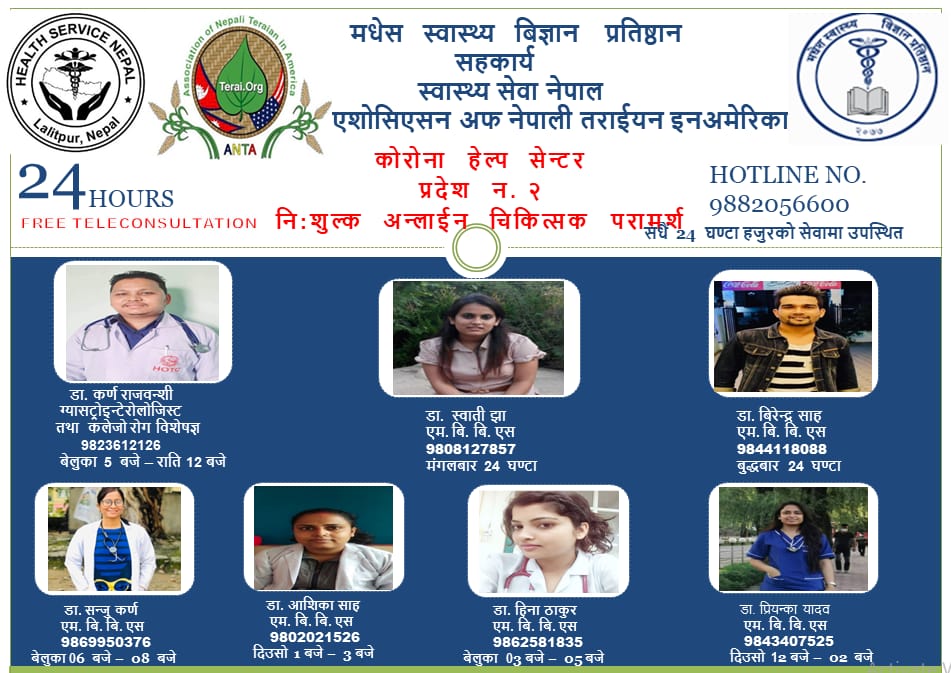 HEALTH SERVICE NEPAL
Lalitpur, Nepal
Association of Nepali Teraian in America
Terai.Org
ANTA
मधेस स्वास्थ्य बिज्ञान प्रतिष्ठान
सहकार्य
स्वास्थ्य सेवा नेपाल
एशोसिएसन अफ नेपाली तराईयन इनअमेरिका
मधेस स्वास्थ्य बिज्ञान प्रतिष्ठान
२०७७
24 HOURS
FREE TELECONSULTATION
कोरोना हेल्प सेन्टर
प्रदेश न. २
नि:शुल्क अनलाईन चिकित्सक परामर्श
HOTLINE NO.
9882056600
सधैं 24 घण्टा हजुरको सेवामा उपस्थित
डा. कर्ण राजवन्शी
ग्यासट्रोइन्टेरोलोजिस्ट
तथा कलेजो रोग विशेषज्ञ
9823612126
बेलुका 5 बजे – राति 12 बजे
डा. स्वाती झा
एम. बि. बि. एस
9808127857
मंगलबार 24 घण्टा
डा. बिरेन्द्र साह
एम. बि. बि. एस
9844118088
बुद्धबार 24 घण्टा
डा. सन्जु कर्ण
एम. बि. बि. एस
9869950376
बेलुका 06 बजे – 08 बजे
डा. आशिका साह
एम. बि. बि. एस
9802021526
दिउसो 1 बजे – 3 बजे
डा. हिना ठाकुर
एम. बि. बि. एस
9862581835
बेलुका 03 बजे – 05 बजे
डा. प्रियन्का यादव
एम. बि. बि. एस
9843407525
दिउसो 12 बजे – 02 बजे